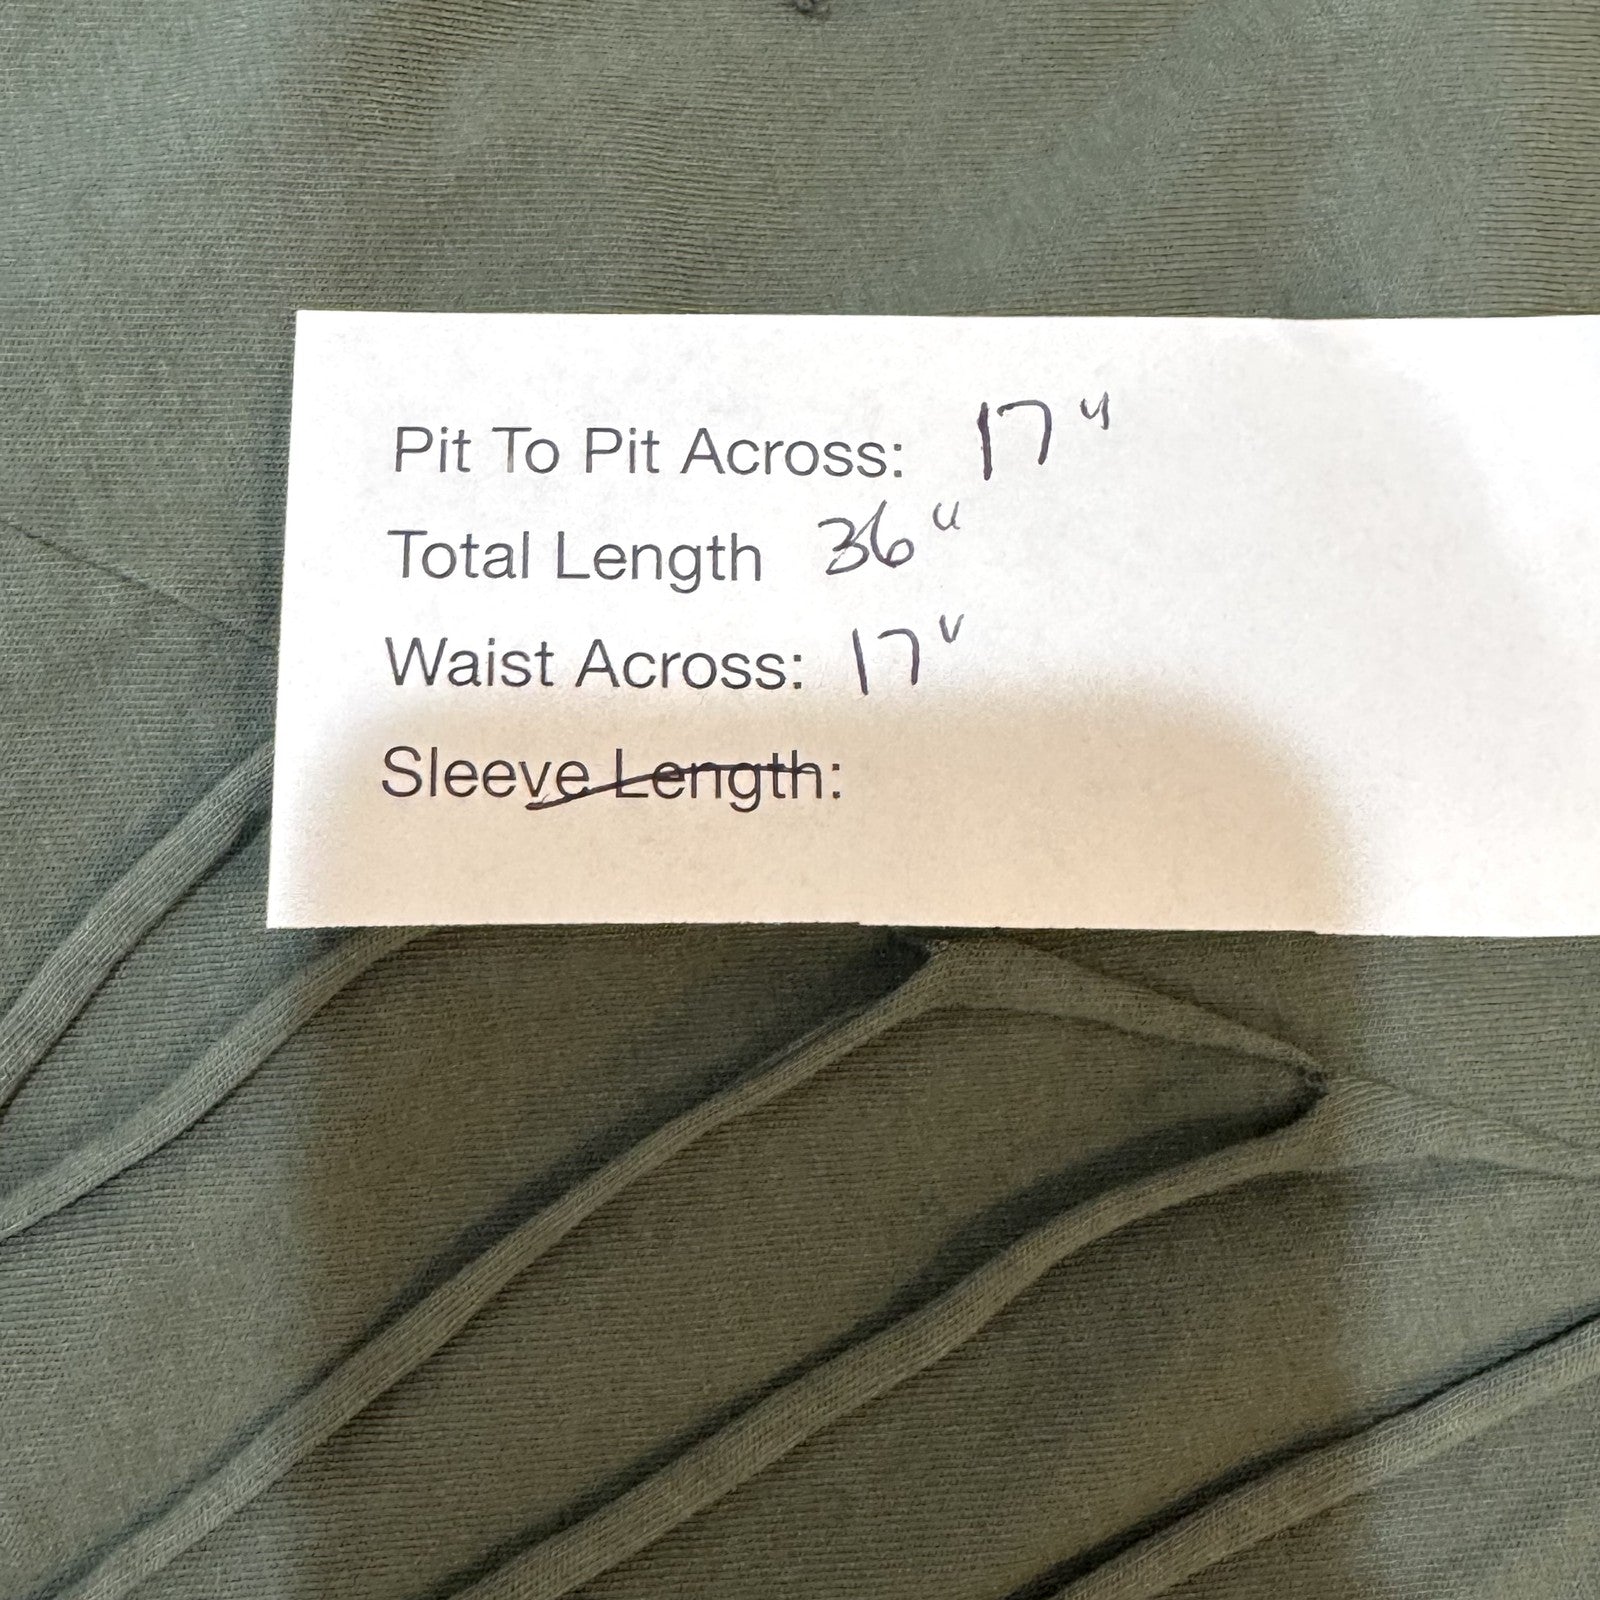 Pit To Pit Across: 17"
Total Length 36"
Waist Across: 17"
Sleeve Length: